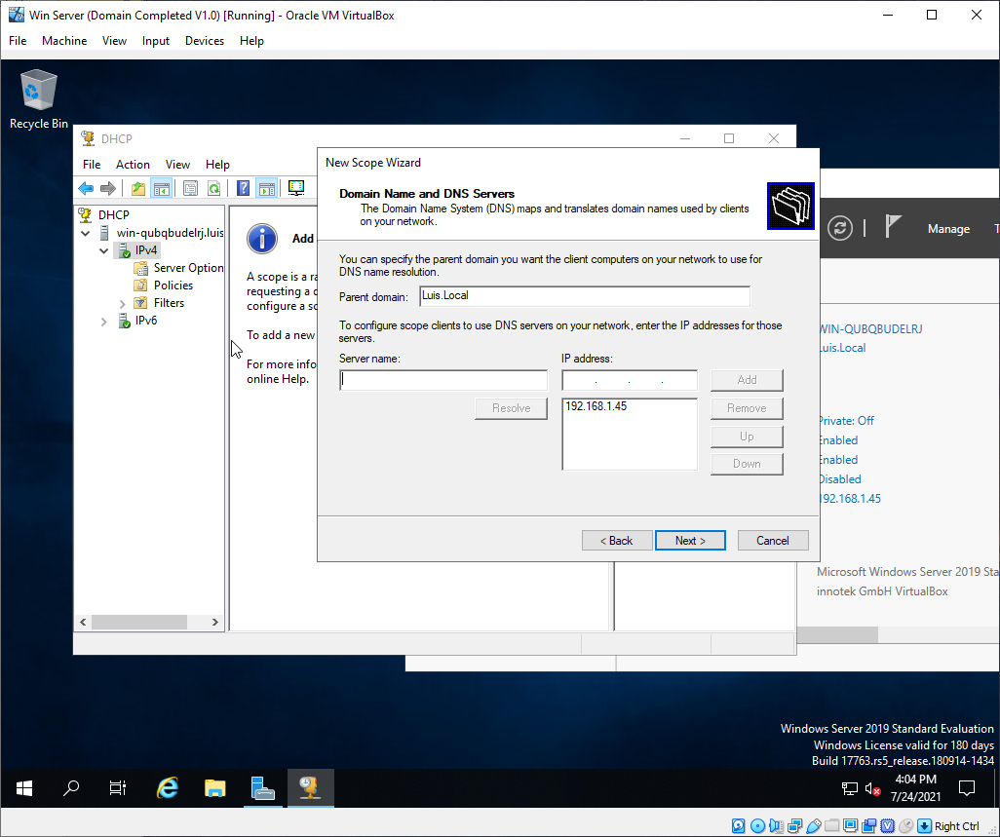 Win Server (Domain Completed V1.0) [Running] - Oracle VM VirtualBox
File Machine View Input Devices Help
Recycle Bin
DHCP
File Action View Help
DHCP
win-qubqbudelrj.luis
IPv4
Server Option
Policies
Filters
IPv6
Add
A scope is a ra
requesting a c
configure a sc
To add a new
For more info
online Help.
New Scope Wizard
Domain Name and DNS Servers
The Domain Name System (DNS) maps and translates domain names used by clients
on your network.
You can specify the parent domain you want the client computers on your network to use for
DNS name resolution.
Parent domain: Luis.Local
To configure scope clients to use DNS servers on your network, enter the IP addresses for those
servers.
Server name: IP address:
Add
Resolve 192.168.1.45 Remove
Up
Down
< Back Next > Cancel
Manage T
WIN-QUBQBUDELRJ
Luis.Local
Private: Off
Enabled
Enabled
Disabled
192.168.1.45
Microsoft Windows Server 2019 Sta
innotek GmbH VirtualBox
Windows Server 2019 Standard Evaluation
Windows License valid for 180 days
Build 17763.rs5_release.180914-1434
4:04 PM
7/24/2021
Right Ctrl